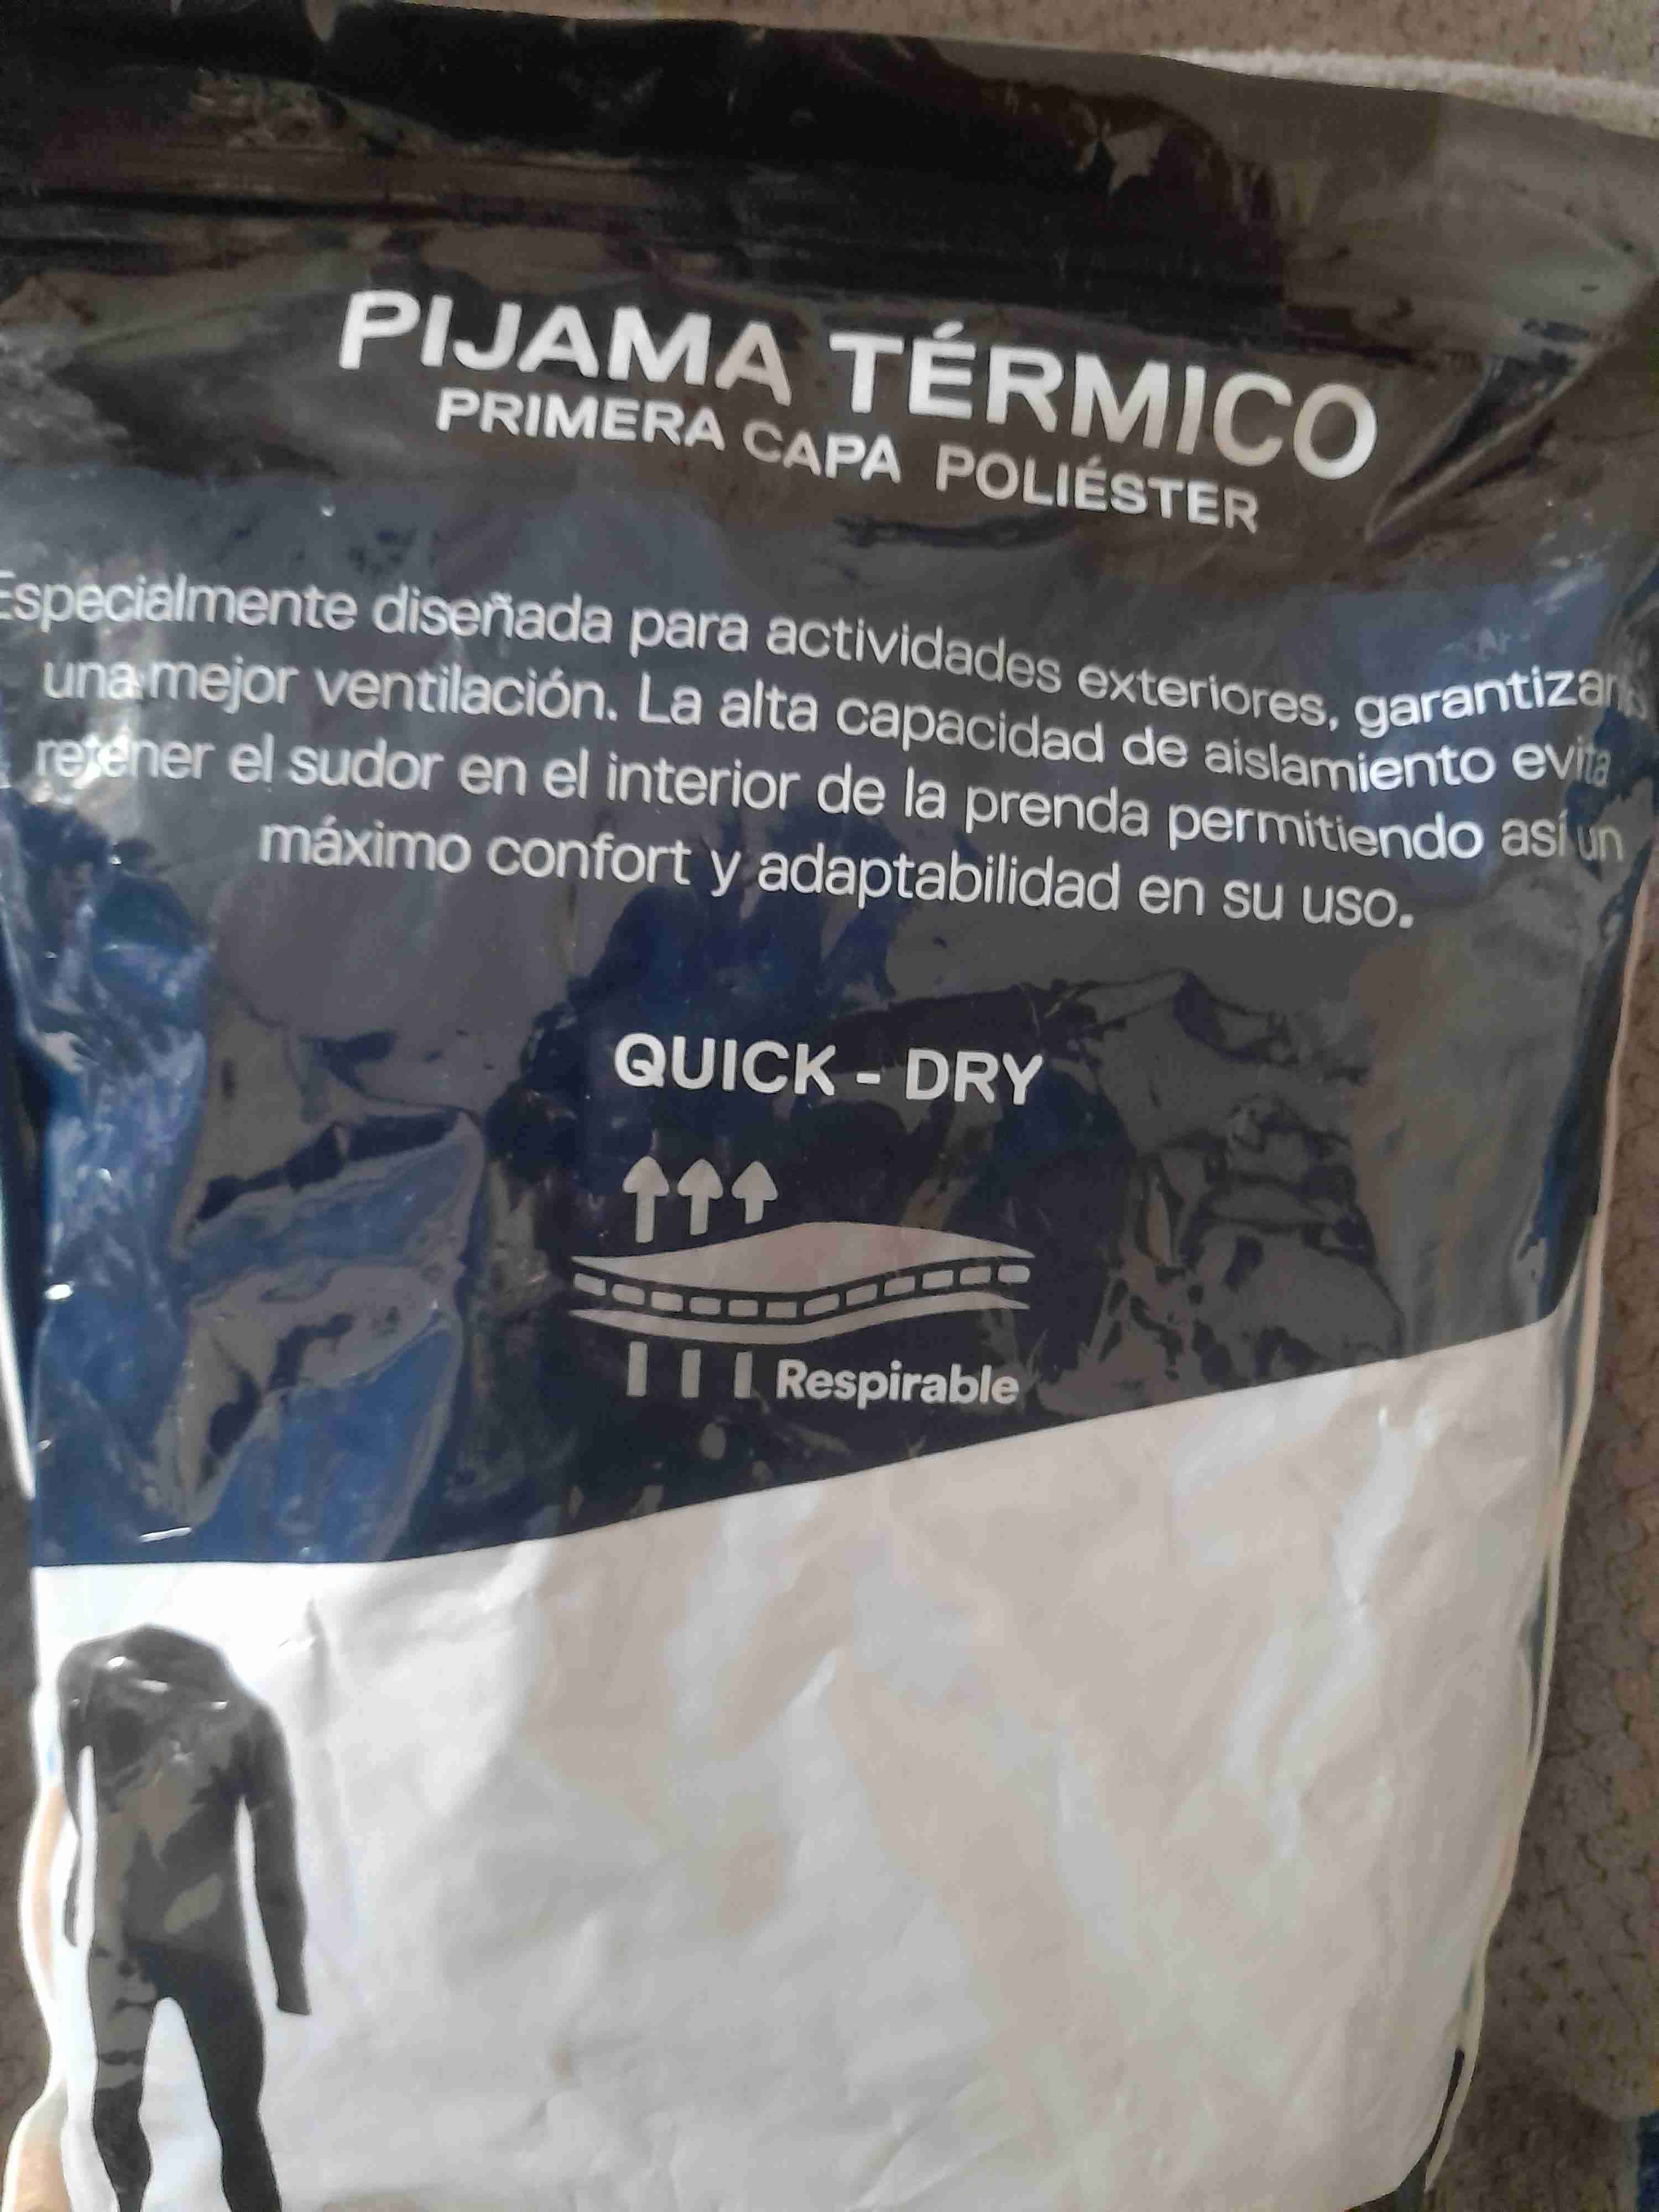 PIJAMA TÉRMICO
PRIMERA CAPA POLIÉSTER
Especialmente diseñada para actividades exteriores, garantizan
una mejor ventilación. La alta capacidad de aislamiento evita
retener el sudor en el interior de la prenda permitiendo así un
máximo confort y adaptabilidad en su uso.
QUICK - DRY
Respirable